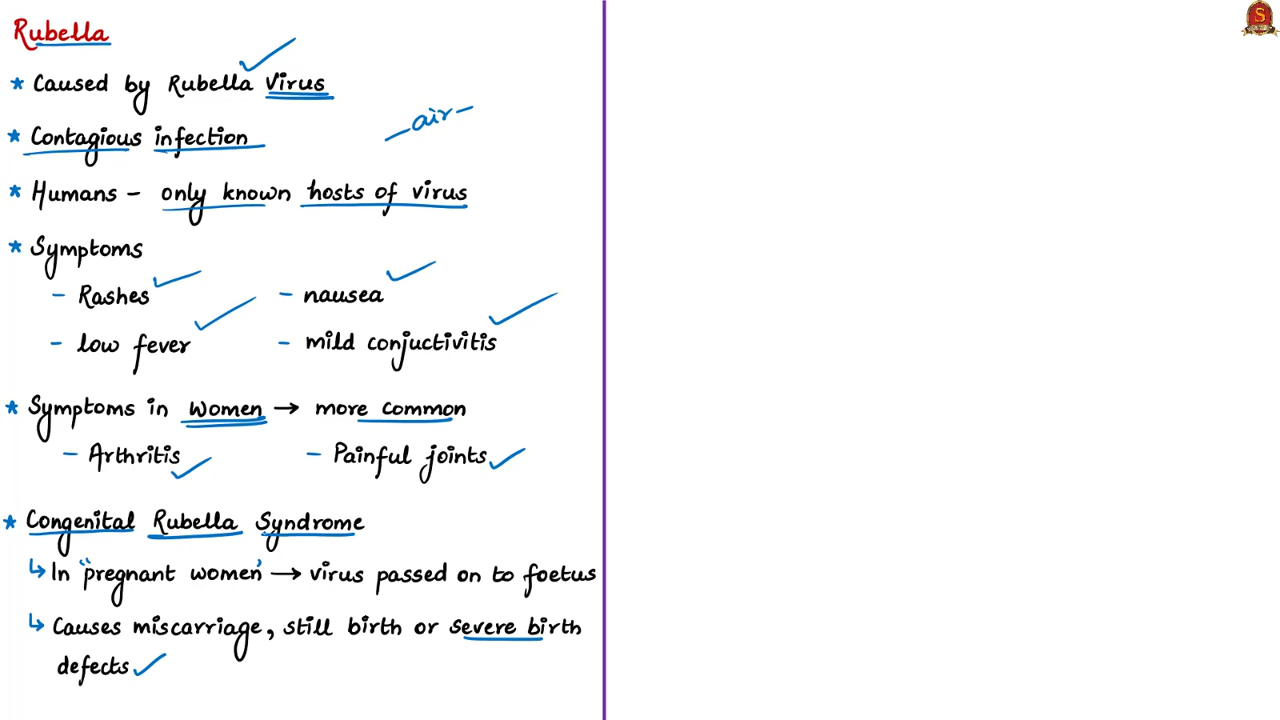 Rubella
* Caused by Rubella Virus
* Contagious infection
-air-
* Humans - only known hosts of virus
* Symptoms
- Rashes - nausea
- low fever - mild conjuctivitis
* Symptoms in women → more common
- Arthritis - Painful joints
* Congenital Rubella Syndrome
↳ In "pregnant women" → virus passed on to foetus
↳ Causes miscarriage, still birth or severe birth
defects
S